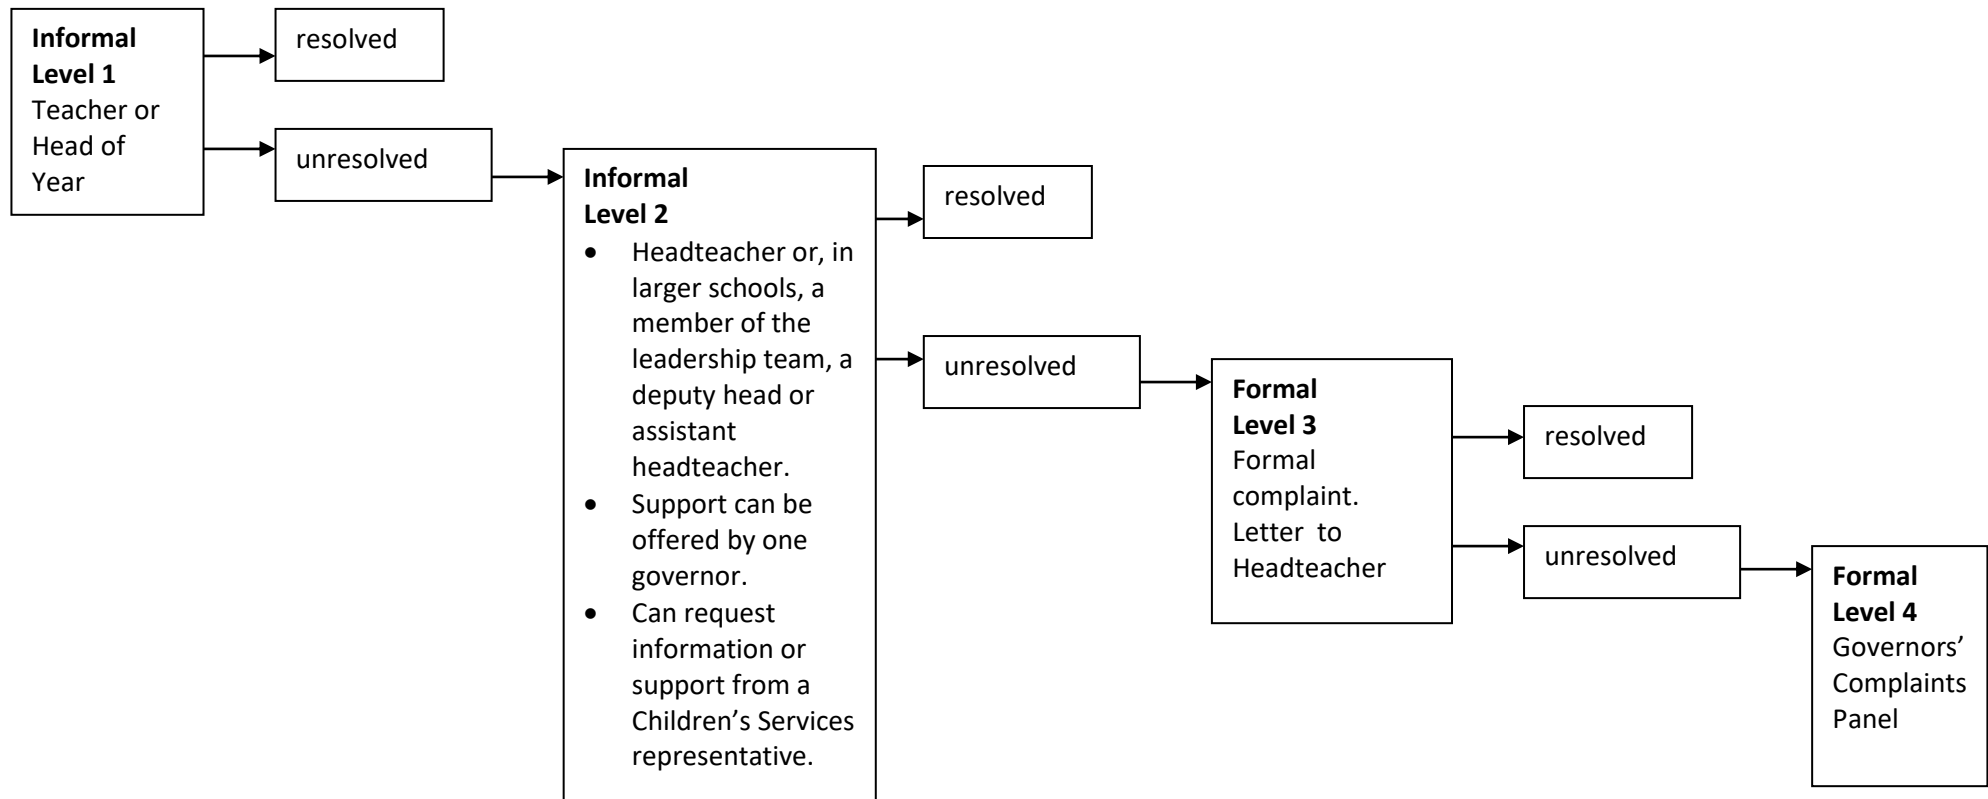 Informal
Level 1
Teacher or
Head of
Year
resolved
unresolved
Informal
Level 2
• Headteacher or, in
larger schools, a
member of the
leadership team, a
deputy head or
assistant
headteacher.
• Support can be
offered by one
governor.
• Can request
information or
support from a
Children’s Services
representative.
resolved
unresolved
Formal
Level 3
Formal
complaint.
Letter to
Headteacher
resolved
unresolved
Formal
Level 4
Governors’
Complaints
Panel